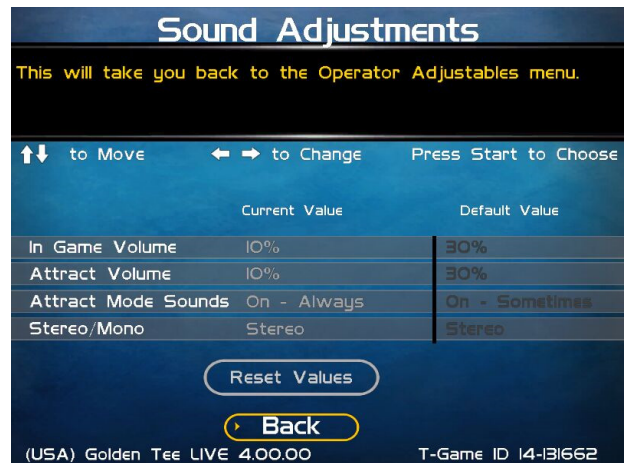 Sound Adjustments
This will take you back to the Operator Adjustables menu.
to Move to Change Press Start to Choose
Current Value Default Value
In Game Volume 10% 30%
Attract Volume 10% 30%
Attract Mode Sounds On - Always On - Sometimes
Stereo/Mono Stereo Stereo
Reset Values
Back
(USA) Golden Tee LIVE 4.00.00 T-Game ID 14-131662